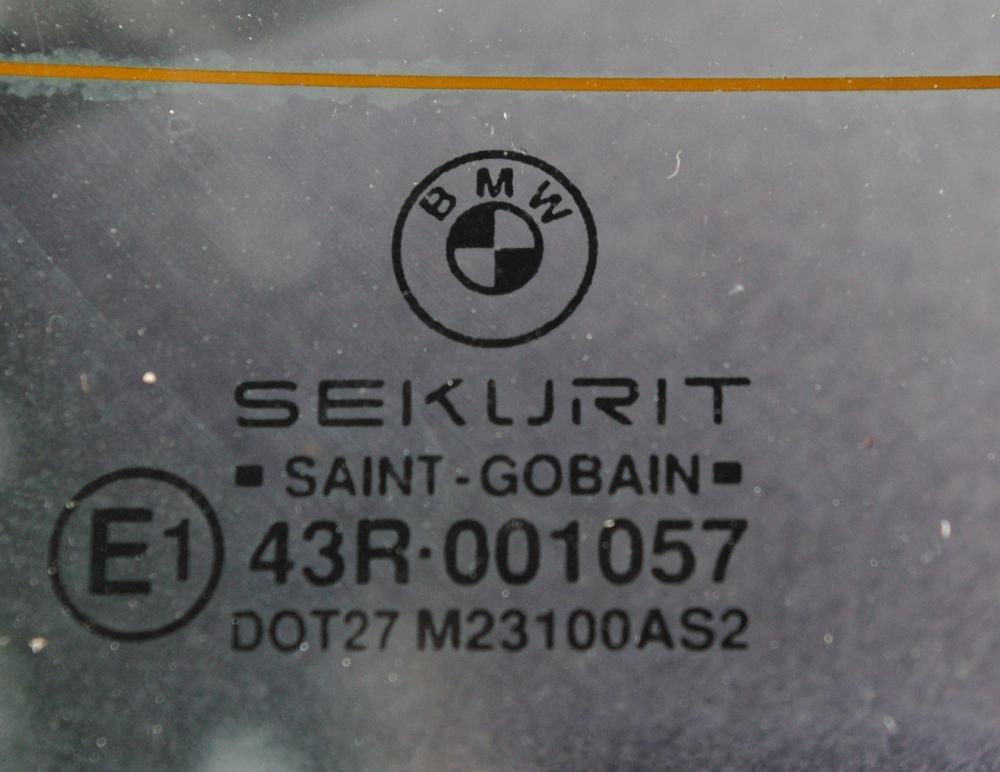 BMW
SEKURIT
▪ SAINT-GOBAIN ▪
E1
43R·001057
DOT27 M23100AS2